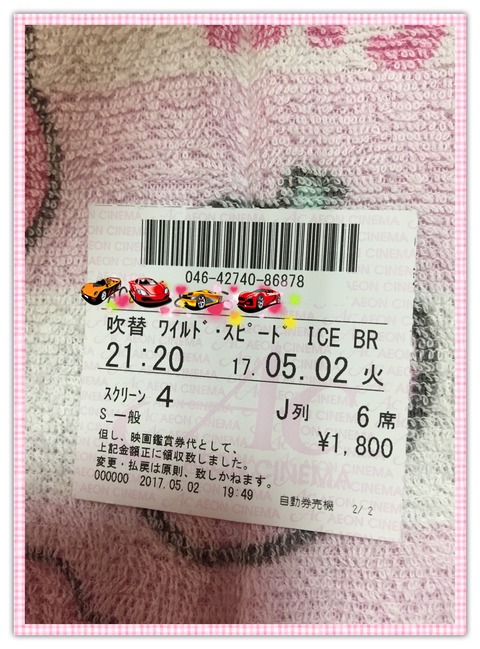 AEON CINEMA
046-42740-86878
吹替 ﾜｲﾙﾄﾞ･ｽﾋﾟｰﾄﾞ ICE BR
21:20 17.05.02 火
ｽｸﾘｰﾝ 4 J列 6席
S_一般 ¥1,800
但し、映画鑑賞券代として、
上記金額正に領収致しました。
変更・払戻は原則、致しかねます。
000000 2017.05.02 19:49 自動券売機 2/2